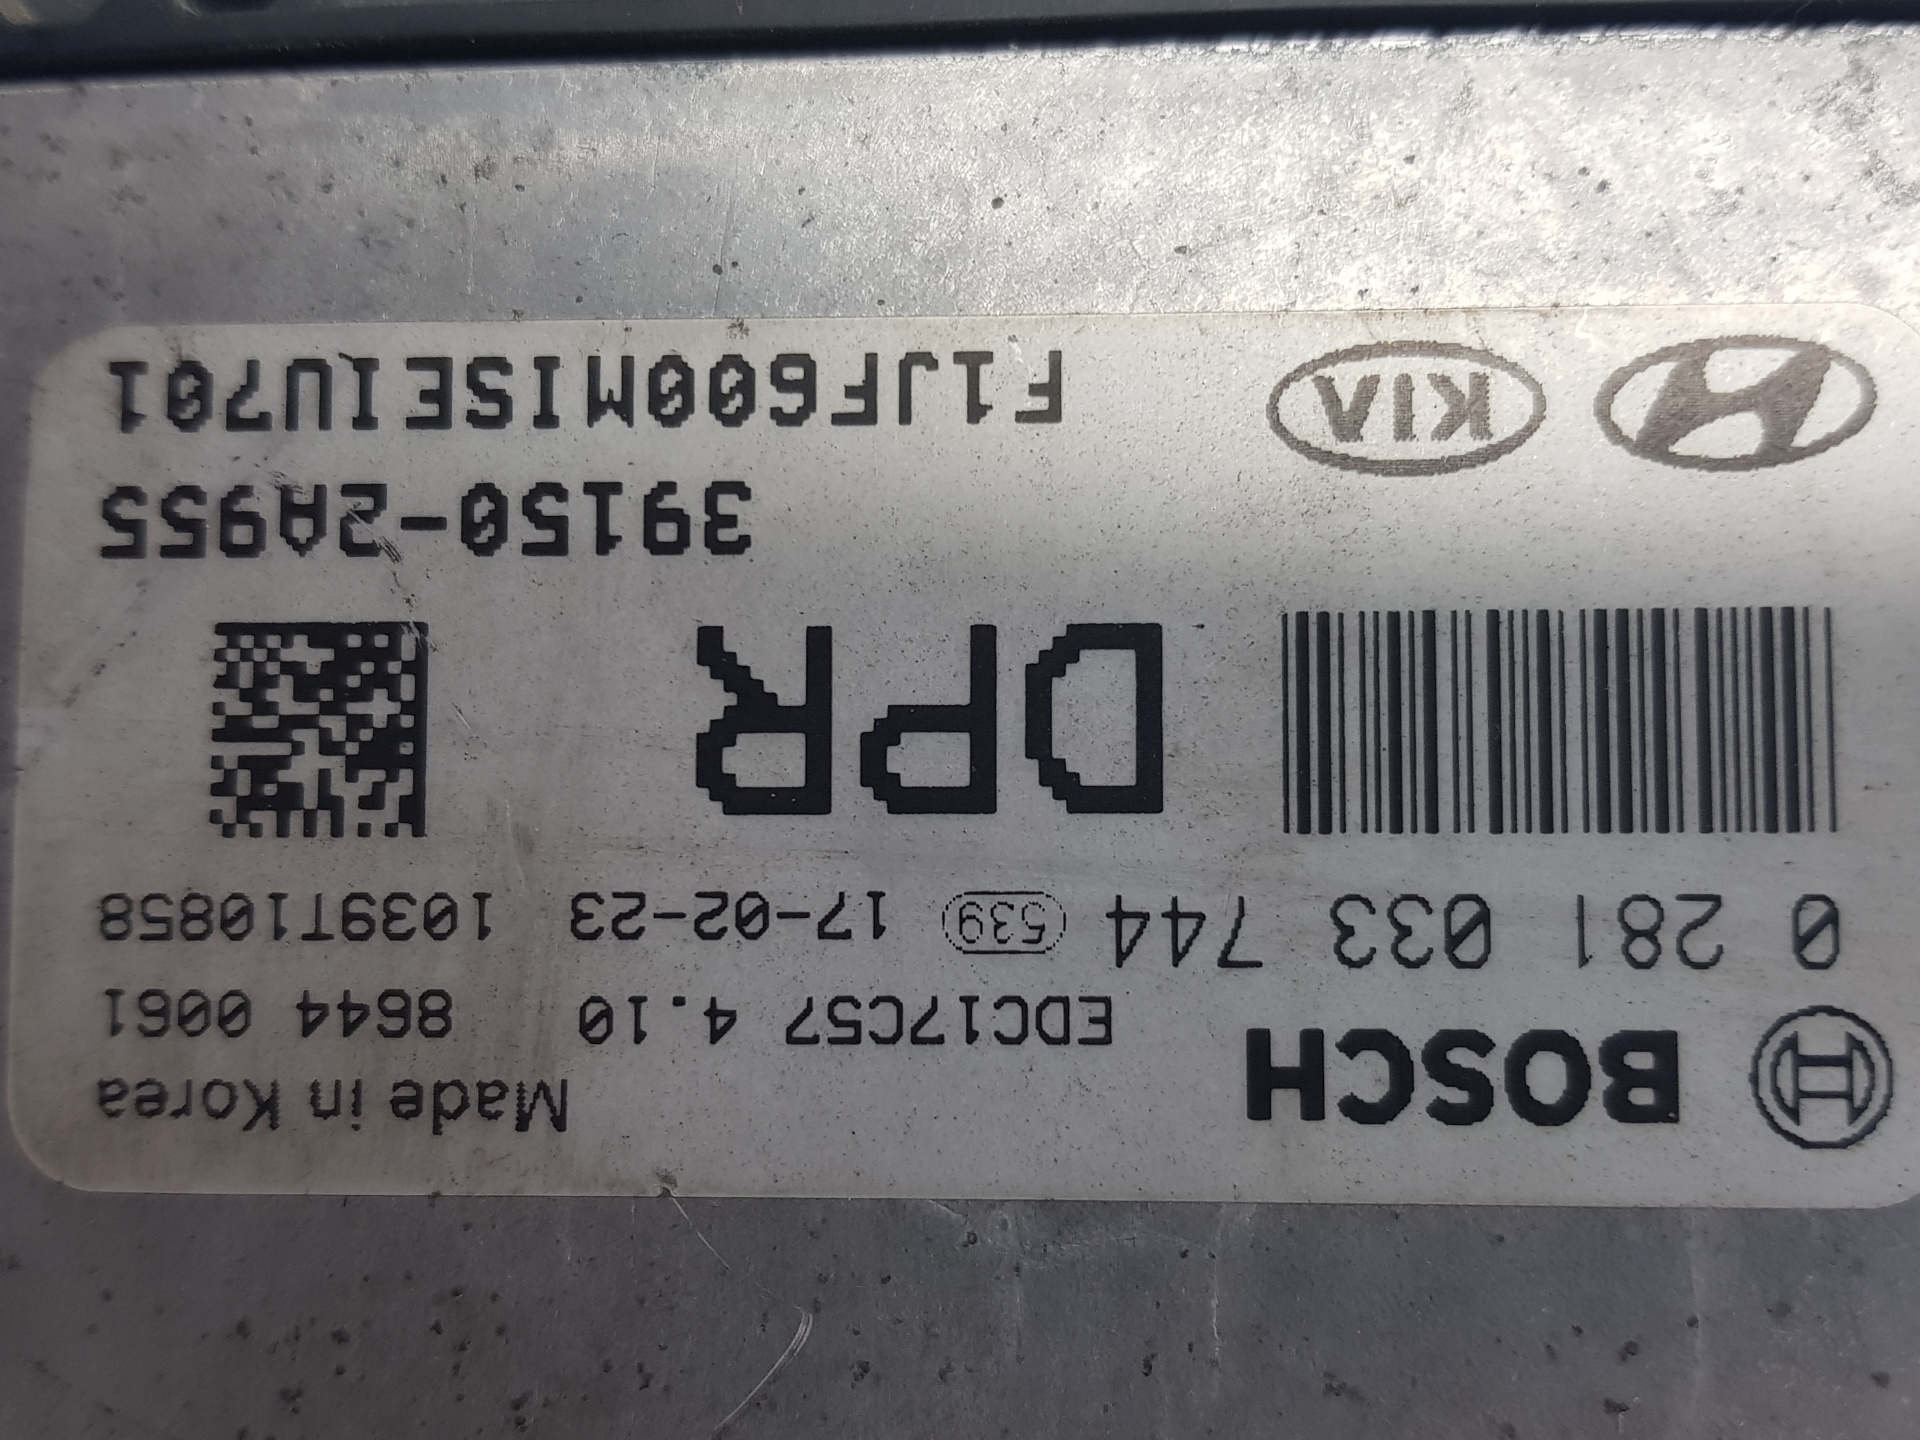 BOSCH Made in Korea
EDC17C57 4.10 8644 0061
0 281 033 744 539 17-02-23 1039T10858
DPR
39150-2A955
KIA F1JF600MISEIU701